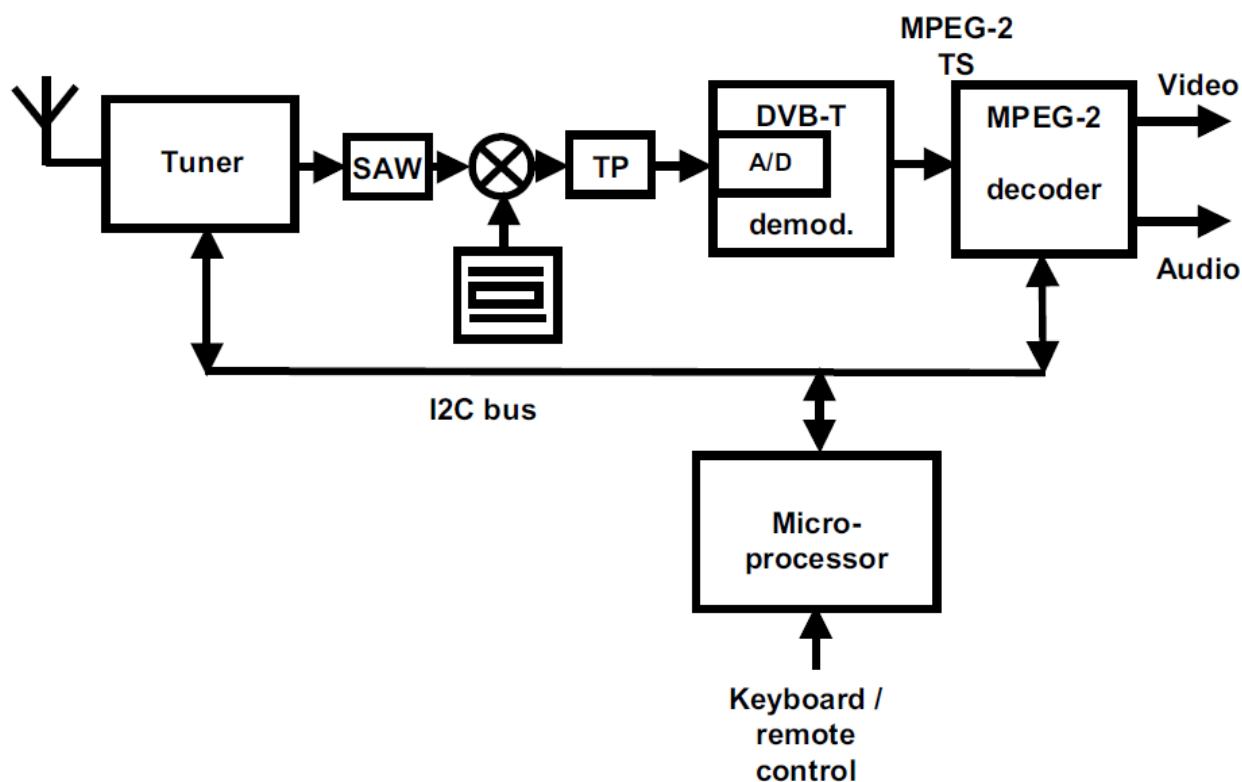 MPEG-2
TS
Video
Tuner
SAW
TP
DVB-T
A/D
demod.
MPEG-2
decoder
Audio
I2C bus
Micro-
processor
Keyboard /
remote
control